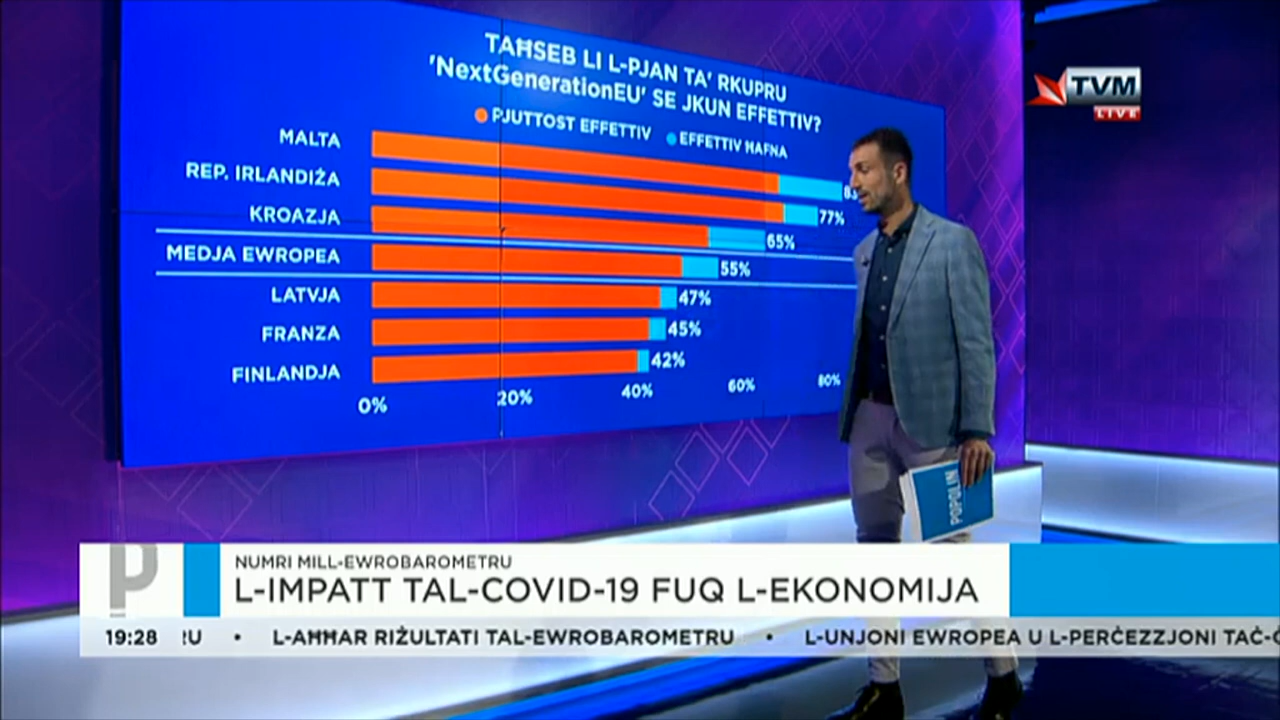 TAĦSEB LI L-PJAN TA' RKUPRU
'NextGenerationEU' SE JKUN EFFETTIV?
PJUTTOST EFFETTIV EFFETTIV ĦAFNA
MALTA
REP. IRLANDIŻA 77%
KROAZJA 65%
MEDJA EWROPEA 55%
LATVJA 47%
FRANZA 45%
FINLANDJA 42%
0% 20% 40% 60% 80%
TVM
LIVE
POPOLIN
P
NUMRI MILL-EWROBAROMETRU
L-IMPATT TAL-COVID-19 FUQ L-EKONOMIJA
19:28 RU • L-AĦĦAR RIŻULTATI TAL-EWROBAROMETRU • L-UNJONI EWROPEA U L-PERĊEZZJONI TAĊ-